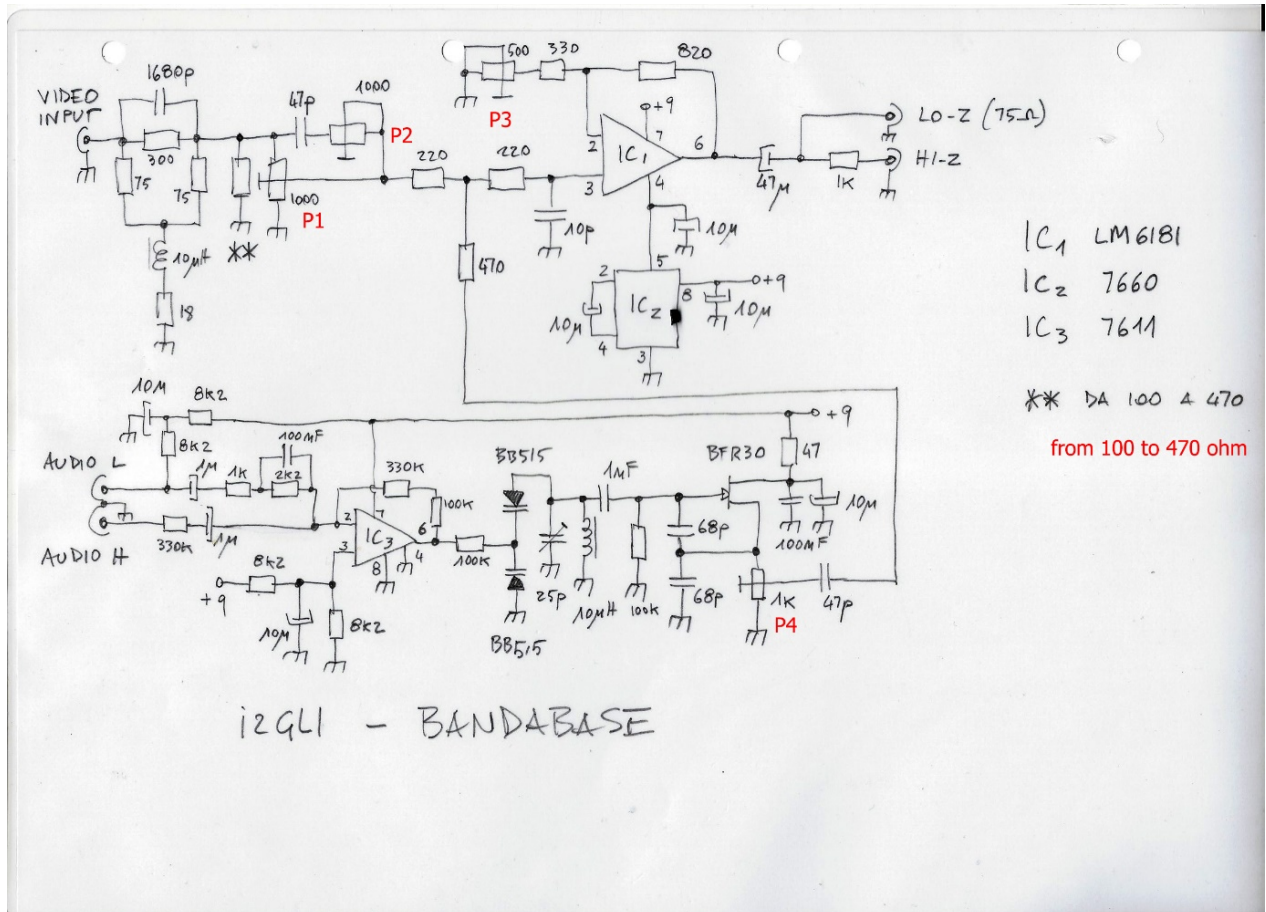 1680p
VIDEO
INPUT
300
75
75
10µH
18
**
47p
1000
P2
1000
P1
220
220
10p
470
500
330
820
P3
+9
2
3
7
6
4
IC1
47µ
1K
LO-Z (75Ω)
HI-Z
10µ
5
2
8
+9
IC2
10µ
10µ
4
3
IC1 LM6181
IC2 7660
IC3 7611
** DA 100 A 470
from 100 to 470 ohm
10µ
8K2
8K2
100nF
AUDIO L
1µ
1K
2K2
AUDIO H
330K
1µ
330K
100K
2
7
6
3
IC3
4
8
100K
8K2
+9
10µ
8K2
BB515
BB515
25p
1nF
10µH
100K
68p
68p
BFR30
+9
47
10µ
100nF
1K
P4
47p
i2GLI - BANDABASE